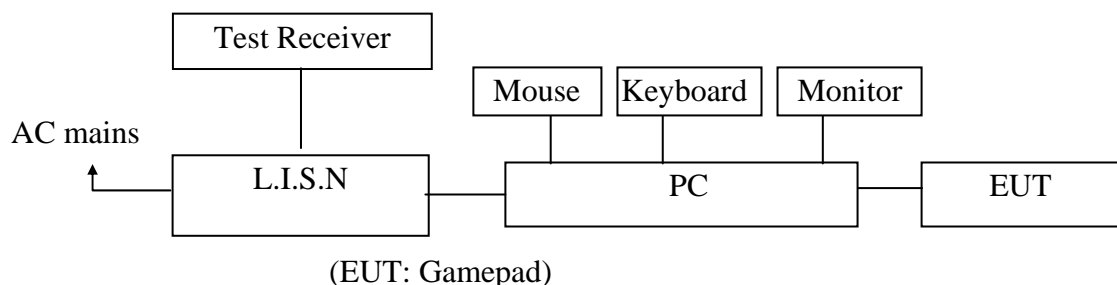 Test Receiver
Mouse
Keyboard
Monitor
AC mains
L.I.S.N
PC
EUT
(EUT: Gamepad)